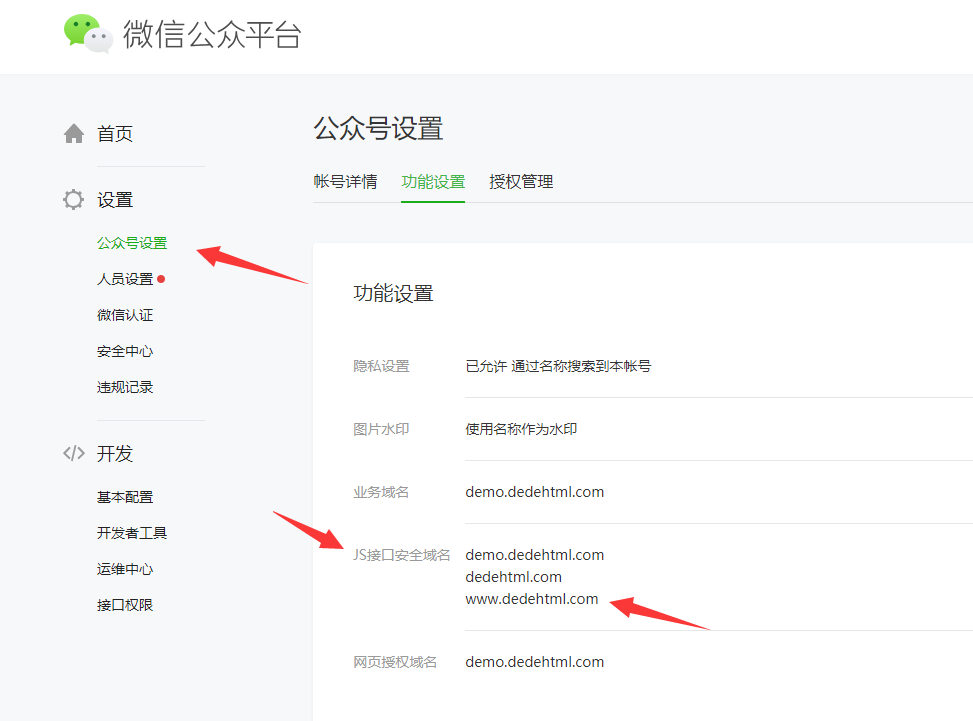 微信公众平台
首页
设置
公众号设置
人员设置
微信认证
安全中心
违规记录
开发
基本配置
开发者工具
运维中心
接口权限
公众号设置
帐号详情 功能设置 授权管理
功能设置
隐私设置 已允许 通过名称搜索到本帐号
图片水印 使用名称作为水印
业务域名 demo.dedehtml.com
JS接口安全域名 demo.dedehtml.com
dedehtml.com
www.dedehtml.com
网页授权域名 demo.dedehtml.com